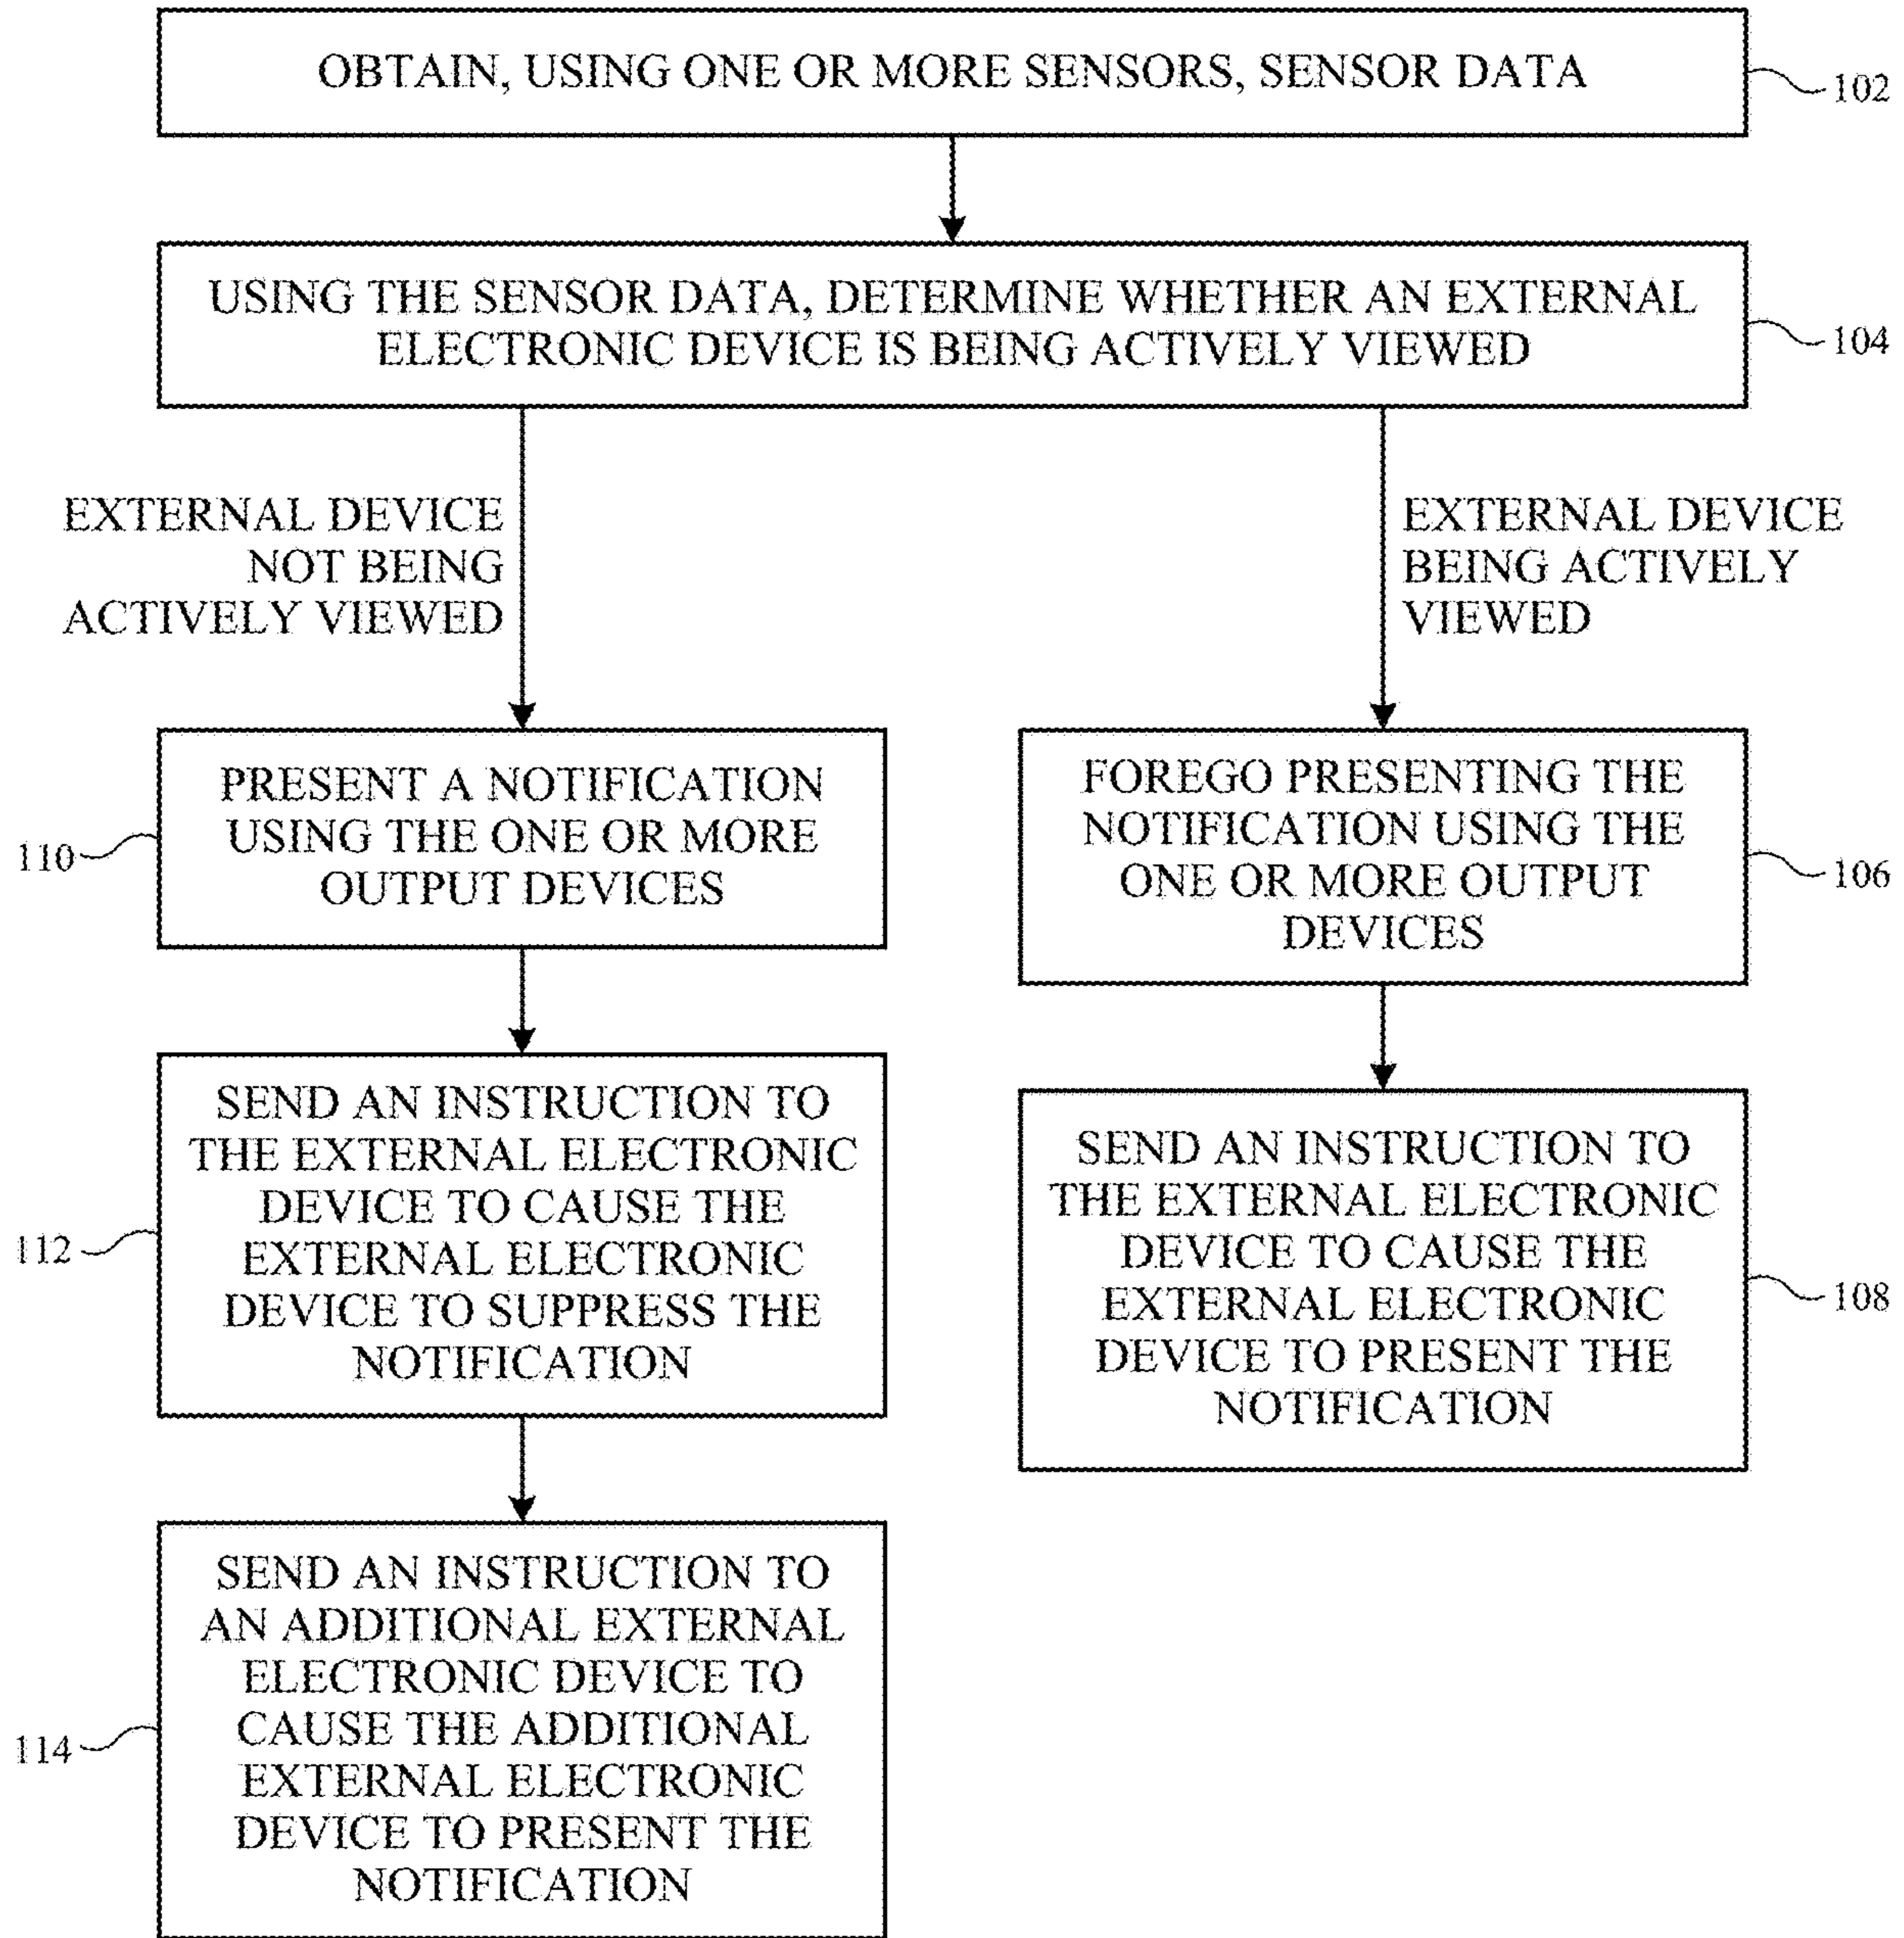 OBTAIN, USING ONE OR MORE SENSORS, SENSOR DATA
102
USING THE SENSOR DATA, DETERMINE WHETHER AN EXTERNAL
ELECTRONIC DEVICE IS BEING ACTIVELY VIEWED
104
EXTERNAL DEVICE
NOT BEING
ACTIVELY VIEWED
EXTERNAL DEVICE
BEING ACTIVELY
VIEWED
PRESENT A NOTIFICATION
USING THE ONE OR MORE
OUTPUT DEVICES
110
FOREGO PRESENTING THE
NOTIFICATION USING THE
ONE OR MORE OUTPUT
DEVICES
106
SEND AN INSTRUCTION TO
THE EXTERNAL ELECTRONIC
DEVICE TO CAUSE THE
EXTERNAL ELECTRONIC
DEVICE TO SUPPRESS THE
NOTIFICATION
112
SEND AN INSTRUCTION TO
THE EXTERNAL ELECTRONIC
DEVICE TO CAUSE THE
EXTERNAL ELECTRONIC
DEVICE TO PRESENT THE
NOTIFICATION
108
SEND AN INSTRUCTION TO
AN ADDITIONAL EXTERNAL
ELECTRONIC DEVICE TO
CAUSE THE ADDITIONAL
EXTERNAL ELECTRONIC
DEVICE TO PRESENT THE
NOTIFICATION
114